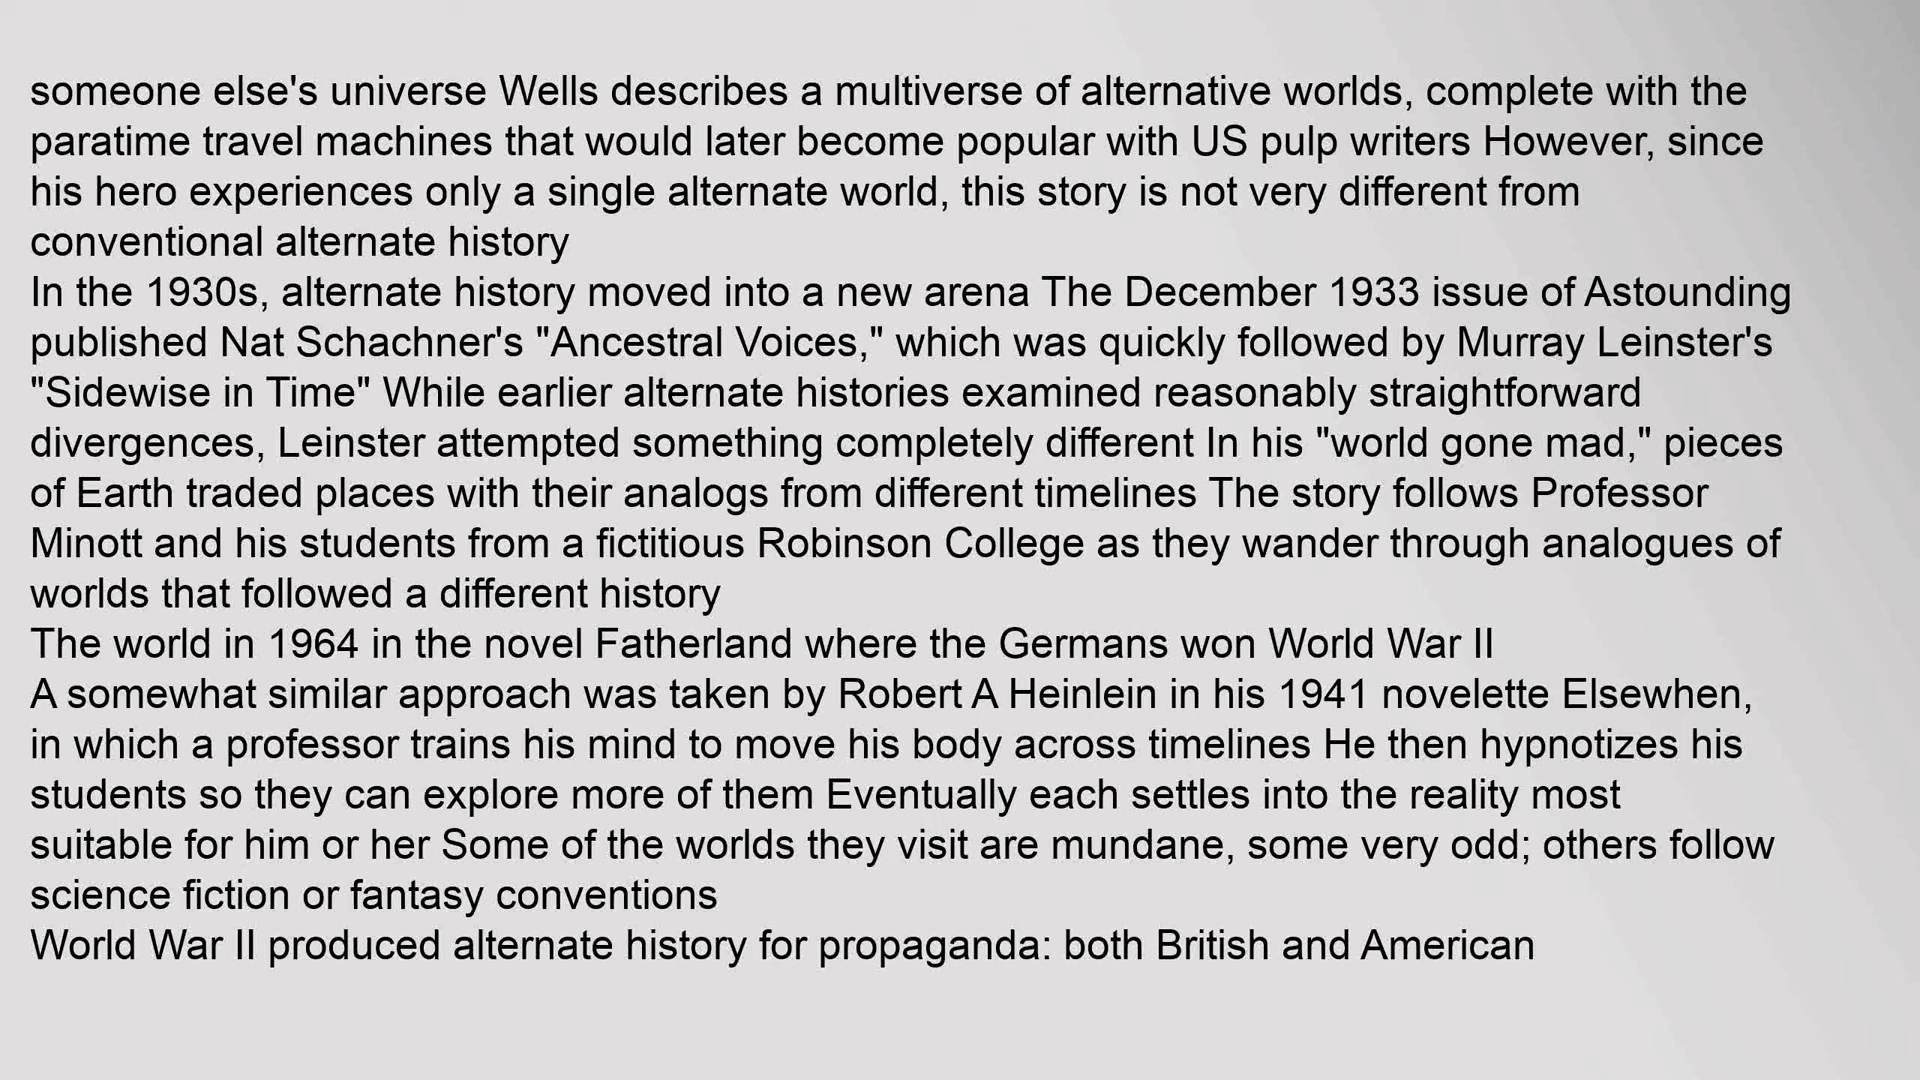 someone else's universe Wells describes a multiverse of alternative worlds, complete with the
paratime travel machines that would later become popular with US pulp writers However, since
his hero experiences only a single alternate world, this story is not very different from
conventional alternate history
In the 1930s, alternate history moved into a new arena The December 1933 issue of Astounding
published Nat Schachner's "Ancestral Voices," which was quickly followed by Murray Leinster's
"Sidewise in Time" While earlier alternate histories examined reasonably straightforward
divergences, Leinster attempted something completely different In his "world gone mad," pieces
of Earth traded places with their analogs from different timelines The story follows Professor
Minott and his students from a fictitious Robinson College as they wander through analogues of
worlds that followed a different history
The world in 1964 in the novel Fatherland where the Germans won World War II
A somewhat similar approach was taken by Robert A Heinlein in his 1941 novelette Elsewhen,
in which a professor trains his mind to move his body across timelines He then hypnotizes his
students so they can explore more of them Eventually each settles into the reality most
suitable for him or her Some of the worlds they visit are mundane, some very odd; others follow
science fiction or fantasy conventions
World War II produced alternate history for propaganda: both British and American